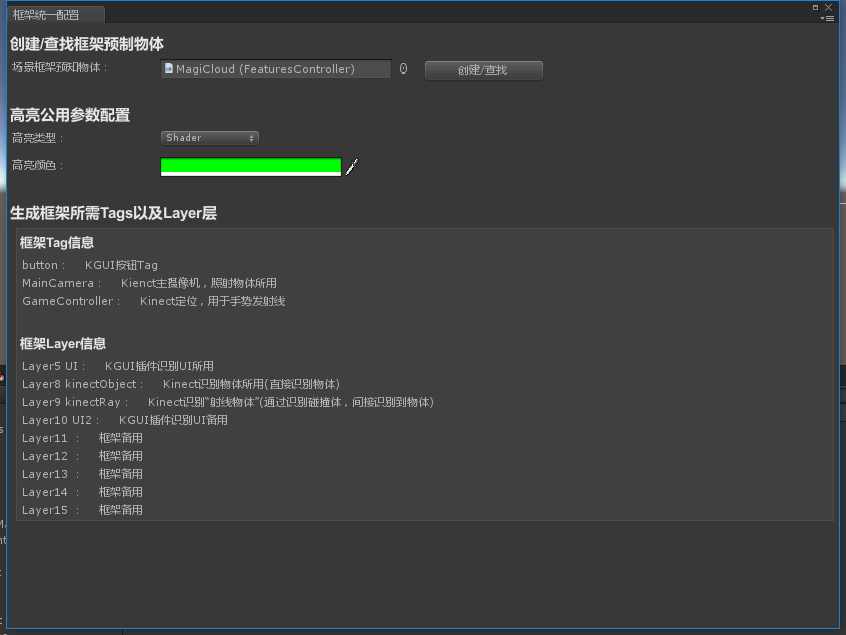 框架统一配置
创建/查找框架预制物体
场景框架预知物体： MagiCloud (FeaturesController) 创建/查找
高亮公用参数配置
高亮类型： Shader
高亮颜色：
生成框架所需Tags以及Layer层
框架Tag信息
button： KGUI按钮Tag
MainCamera： Kienct主摄像机，照射物体所用
GameController： Kinect定位，用于手势发射线
框架Layer信息
Layer5 UI： KGUI插件识别UI所用
Layer8 kinectObject： Kinect识别物体所用(直接识别物体)
Layer9 kinectRay： Kinect识别“射线物体”(通过识别碰撞体，间接识别到物体)
Layer10 UI2： KGUI插件识别UI备用
Layer11 ： 框架备用
Layer12 ： 框架备用
Layer13 ： 框架备用
Layer14 ： 框架备用
Layer15 ： 框架备用